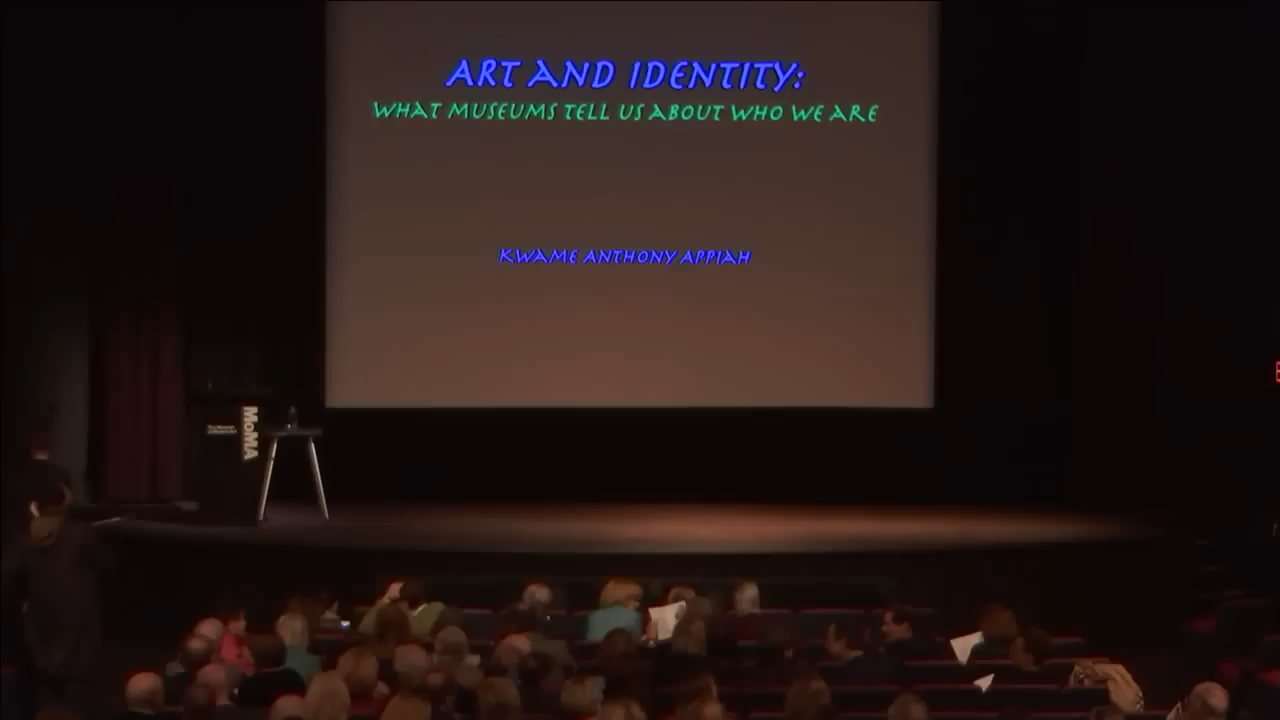 ART AND IDENTITY:
WHAT MUSEUMS TELL US ABOUT WHO WE ARE
KWAME ANTHONY APPIAH
MoMA